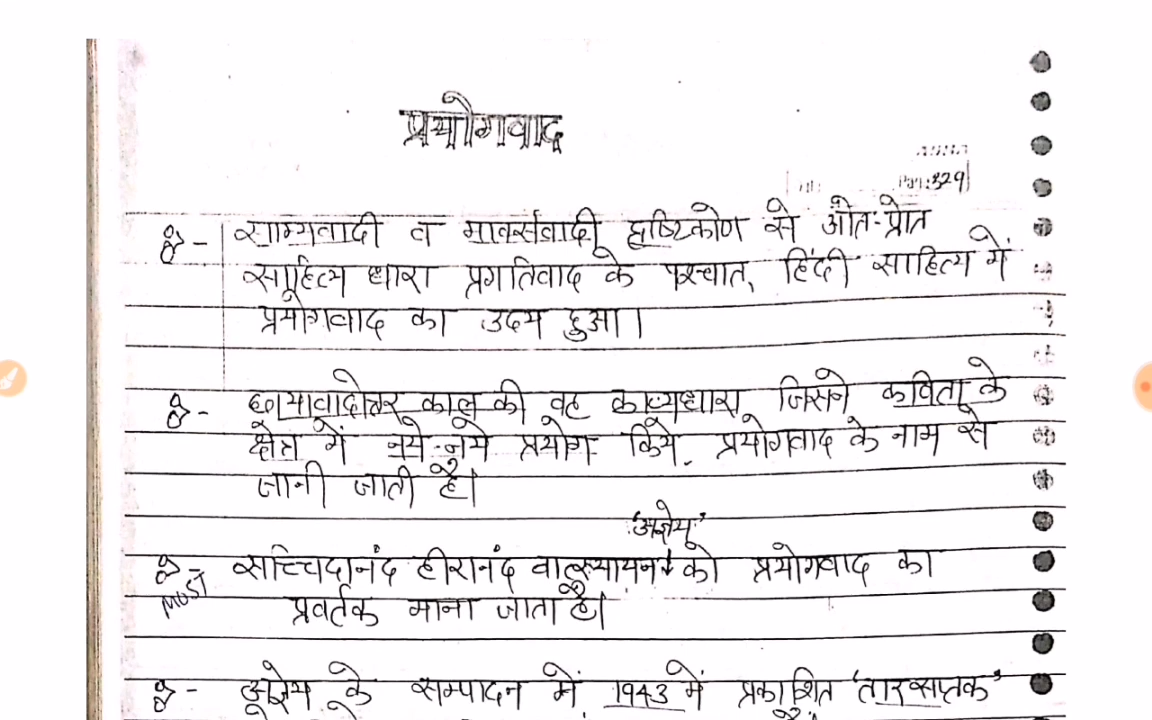 प्रयोगवाद
329
साम्यवादी व मार्क्सवादी दृष्टिकोण से ओत-प्रोत
साहित्य धारा प्रगतिवाद के पश्चात, हिंदी साहित्य में
प्रयोगवाद का उदय हुआ।
छायावादोत्तर काल की वह काव्यधारा जिसने कविता के
क्षेत्र में नये-नये प्रयोग किये, प्रयोगवाद के नाम से
जानी जाती है।
'अज्ञेय'
सच्चिदानंद हीरानंद वात्स्यायन को प्रयोगवाद का
MOST प्रवर्तक माना जाता है।
अज्ञेय के सम्पादन में 1943 में प्रकाशित 'तारसप्तक'